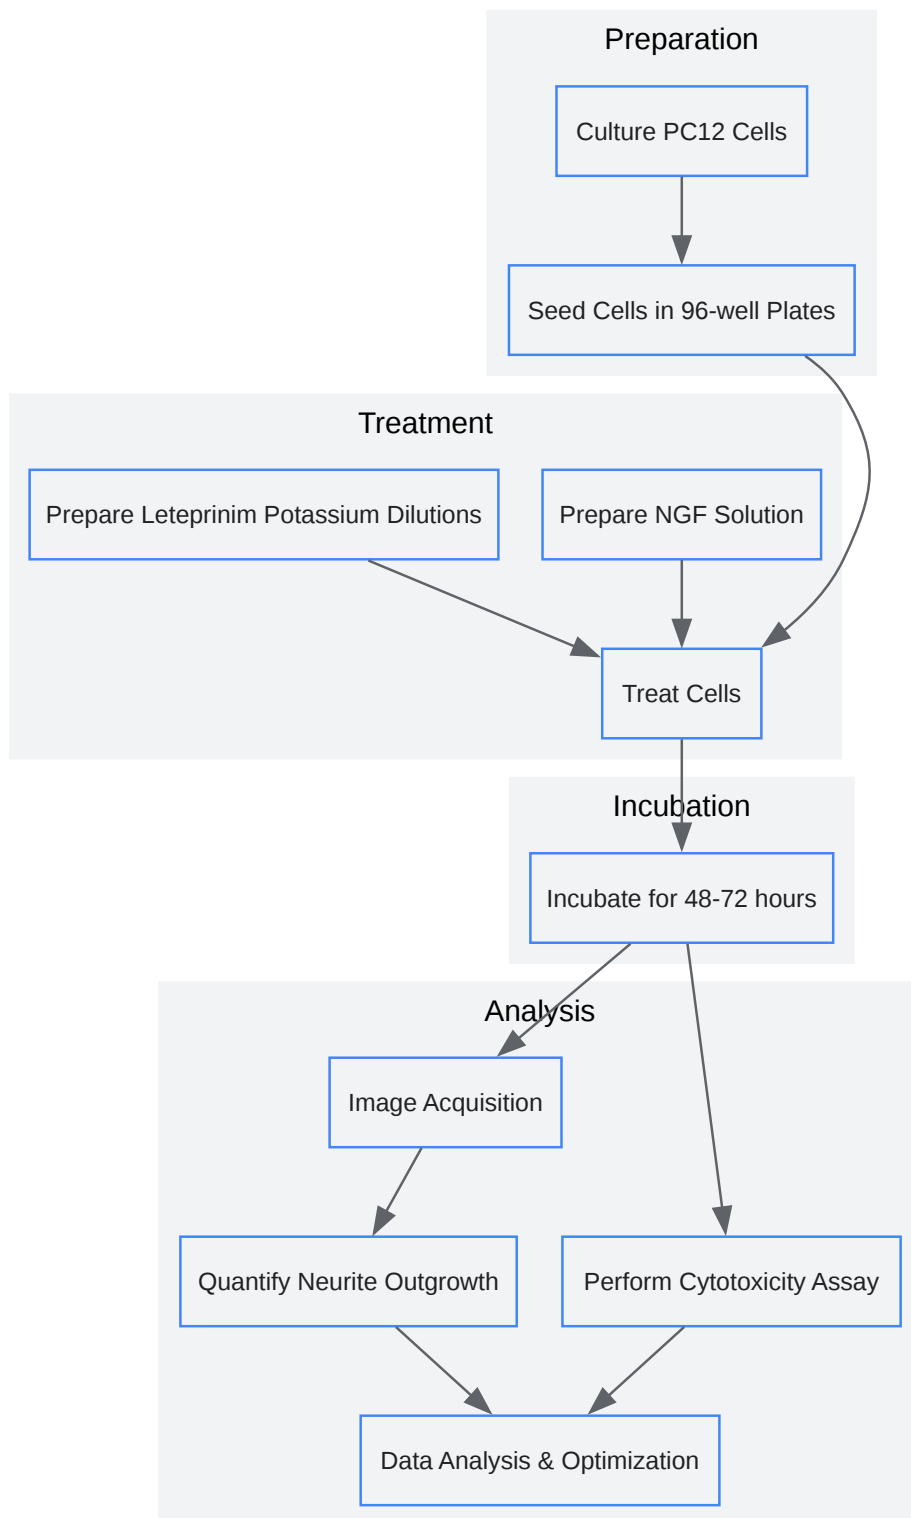 Preparation
Culture PC12 Cells
Seed Cells in 96-well Plates
Treatment
Prepare Leteprinim Potassium Dilutions
Prepare NGF Solution
Treat Cells
Incubation
Incubate for 48-72 hours
Analysis
Image Acquisition
Quantify Neurite Outgrowth
Perform Cytotoxicity Assay
Data Analysis & Optimization